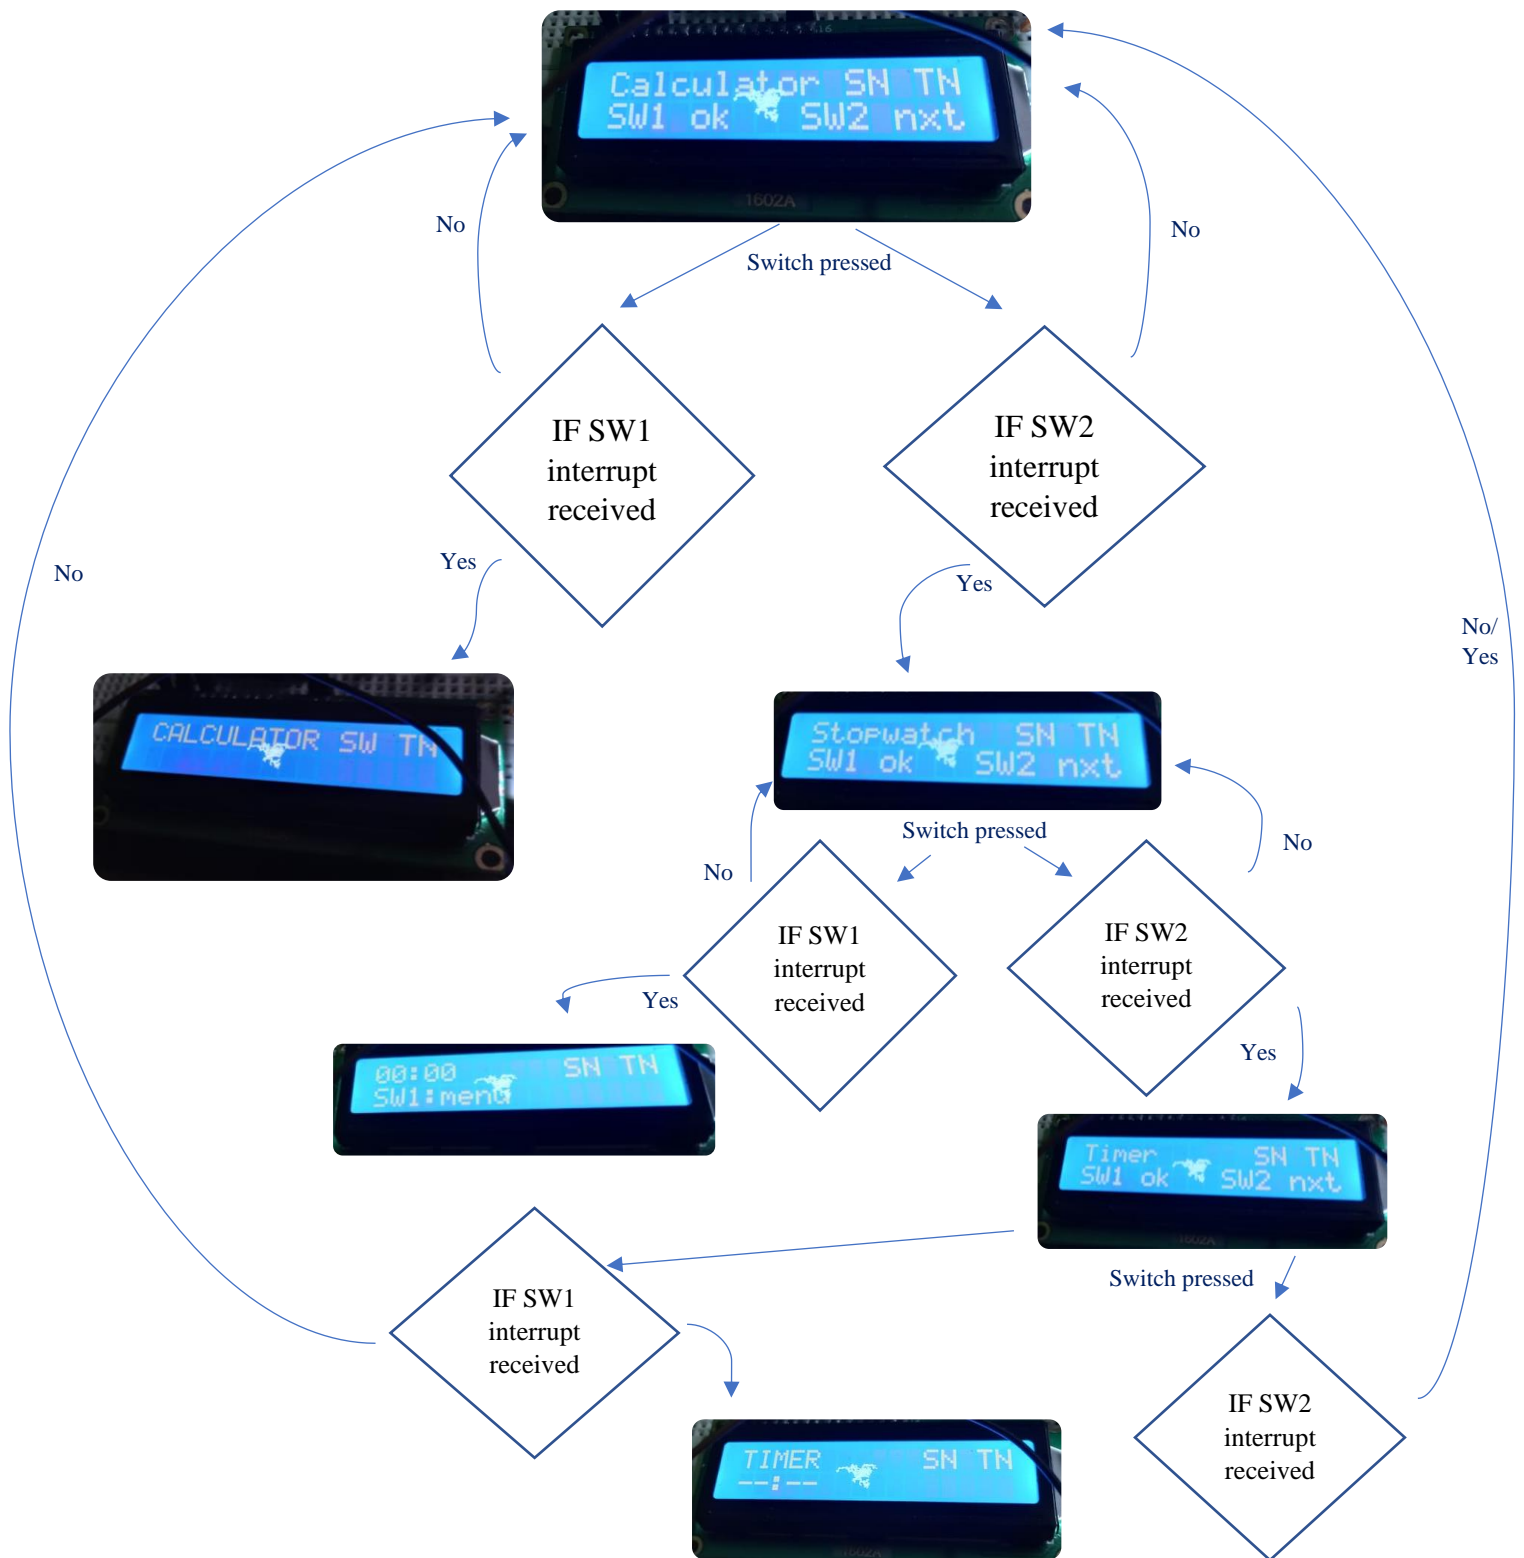 Calculator SN TN
SW1 ok SW2 nxt
1602A
No
No
Switch pressed
IF SW1
interrupt
received
IF SW2
interrupt
received
Yes
Yes
No
No/
Yes
CALCULATOR SW TN
Stopwatch SN TN
SW1 ok SW2 nxt
Switch pressed
No
No
IF SW1
interrupt
received
IF SW2
interrupt
received
Yes
Yes
00:00 SN TN
SW1:menu
Timer SN TN
SW1 ok SW2 nxt
1602A
Switch pressed
IF SW1
interrupt
received
IF SW2
interrupt
received
TIMER SN TN
--:--
1602A